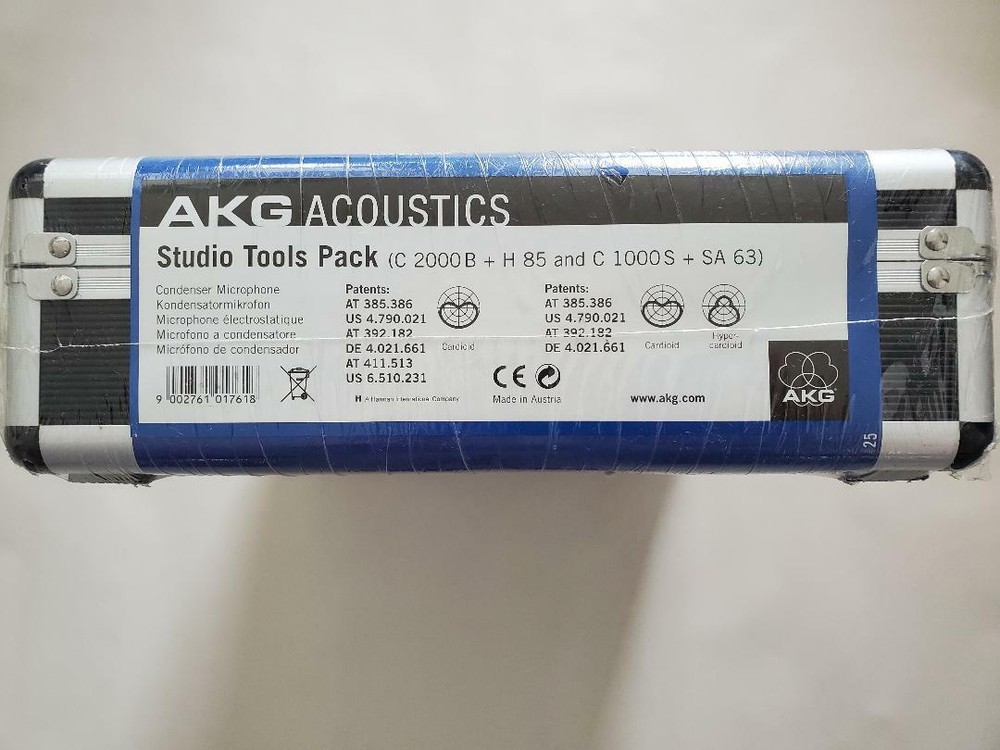 AKG ACOUSTICS
Studio Tools Pack (C 2000 B + H 85 and C 1000 S + SA 63)
Condenser Microphone
Kondensatormikrofon
Microphone électrostatique
Microfono a condensatore
Micrófono de condensador
9 002761 017618
Patents:
AT 385.386
US 4.790.021
AT 392.182
DE 4.021.661
AT 411.513
US 6.510.231
Cardioid
H A Harman International Company
Patents:
AT 385.386
US 4.790.021
AT 392.182
DE 4.021.661
Cardioid
Hyper-
cardioid
CE
Made in Austria
www.akg.com
AKG
25